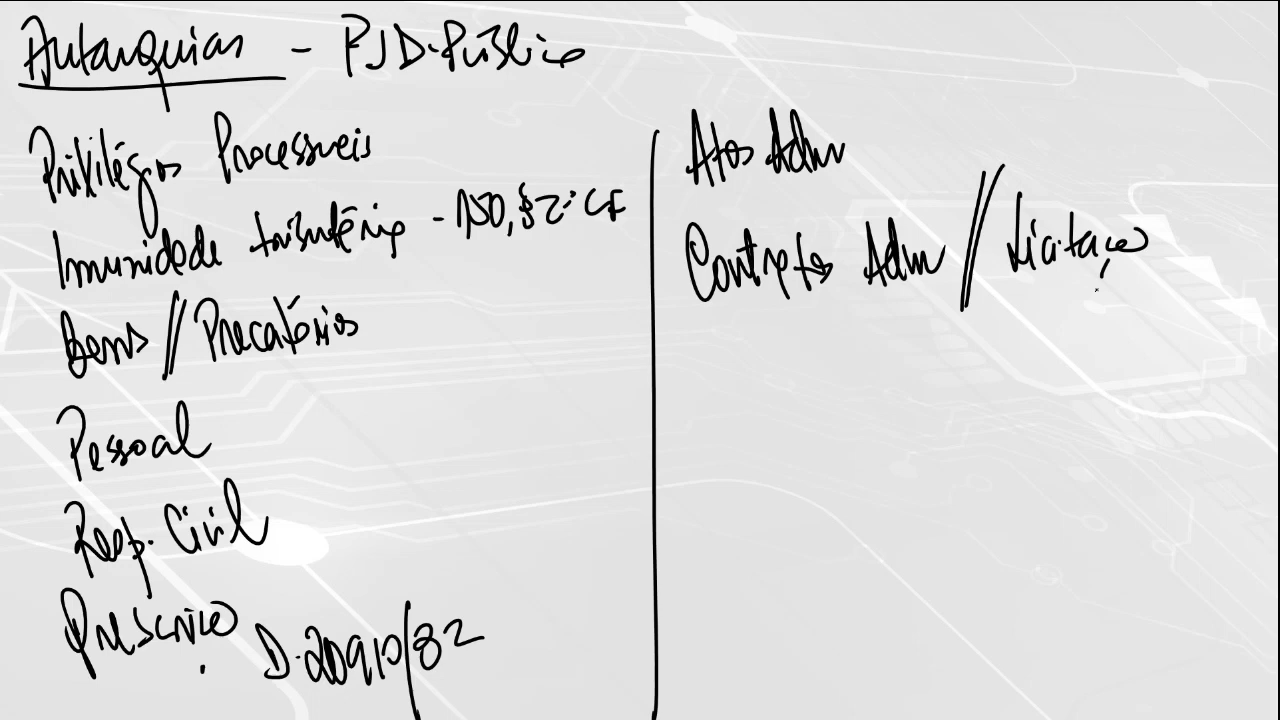 Autarquias - PJD.Público
Privilégios Processuais
Imunidade tributária - 150, §2º CF
Bens // Precatórios
Pessoal
Resp. Civil
Prescrição D. 20910/32
Atos Adm
Contratos Adm // Licitação